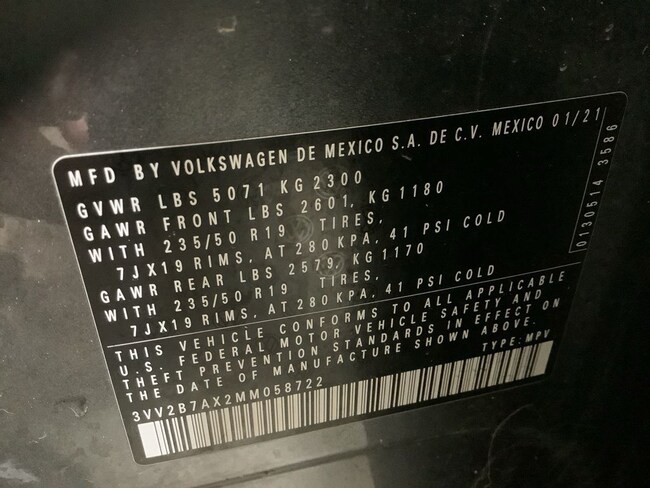 MFD BY VOLKSWAGEN DE MEXICO S.A. DE C.V. MEXICO 01/21
GVWR LBS 5071 KG 2300
GAWR FRONT LBS 2601, KG 1180
WITH 235/50 R19 TIRES,
7JX19 RIMS, AT 280 KPA, 41 PSI COLD
GAWR REAR LBS 2579, KG 1170
WITH 235/50 R19 TIRES,
7JX19 RIMS, AT 280 KPA, 41 PSI COLD
0130514 3586
THIS VEHICLE CONFORMS TO ALL APPLICABLE
U.S. FEDERAL MOTOR VEHICLE SAFETY AND
THEFT PREVENTION STANDARDS IN EFFECT ON
THE DATE OF MANUFACTURE SHOWN ABOVE.
3VV2B7AX2MM058722 TYPE: MPV